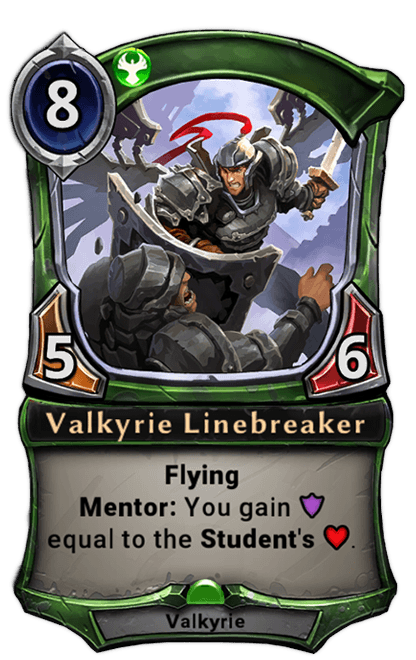 8
5
6
Valkyrie Linebreaker
Flying
Mentor: You gain
equal to the Student's .
Valkyrie